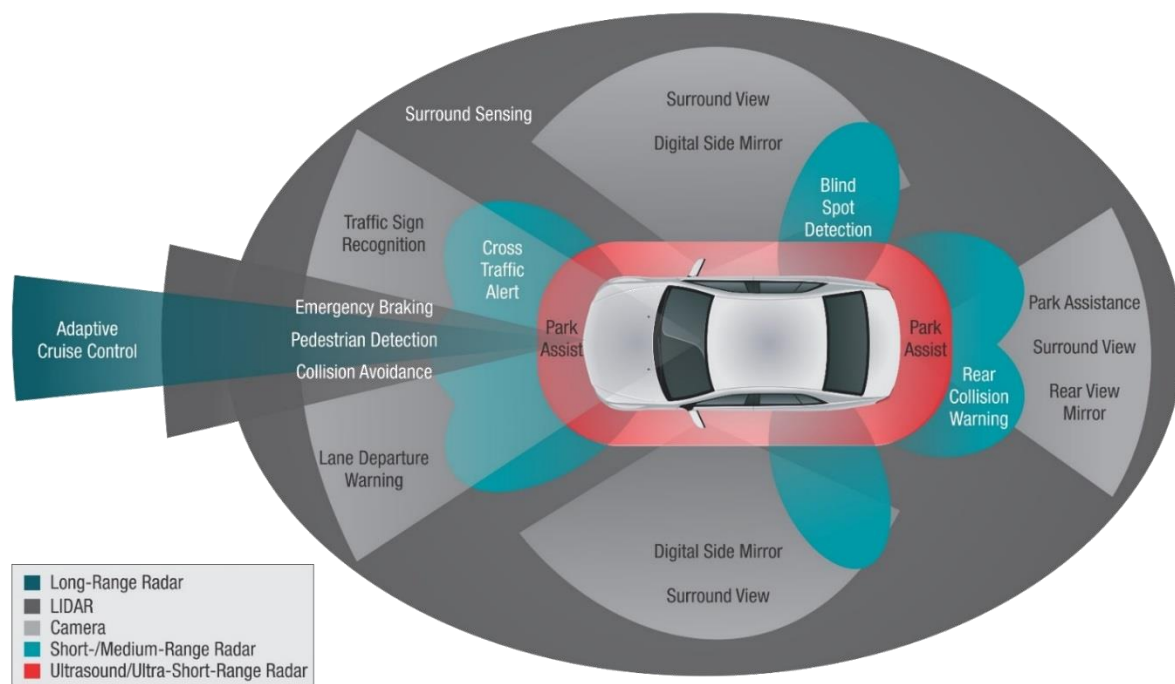 Surround Sensing
Surround View
Digital Side Mirror
Blind
Spot
Detection
Traffic Sign
Recognition
Cross
Traffic
Alert
Adaptive
Cruise Control
Emergency Braking
Pedestrian Detection
Collision Avoidance
Park
Assist
Park
Assist
Park Assistance
Surround View
Rear View
Mirror
Rear
Collision
Warning
Lane Departure
Warning
Digital Side Mirror
Surround View
Long-Range Radar
LIDAR
Camera
Short-/Medium-Range Radar
Ultrasound/Ultra-Short-Range Radar